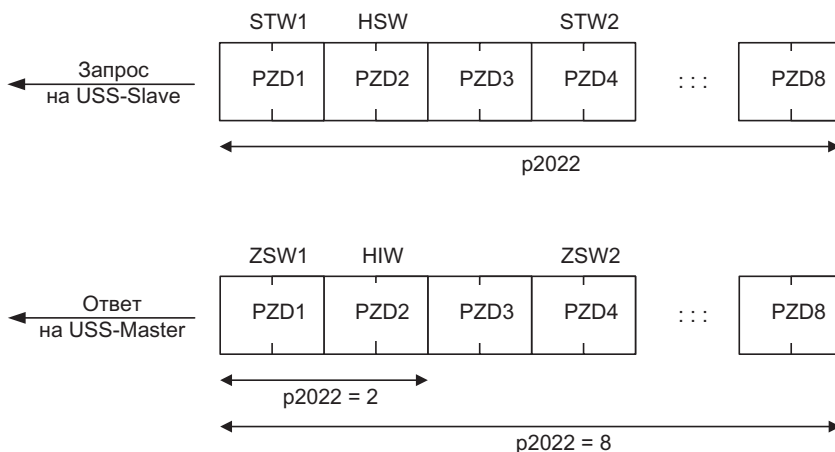 STW1 HSW STW2
Запрос
на USS-Slave
PZD1 PZD2 PZD3 PZD4 : : : PZD8
p2022
ZSW1 HIW ZSW2
Ответ
на USS-Master
PZD1 PZD2 PZD3 PZD4 : : : PZD8
p2022 = 2
p2022 = 8